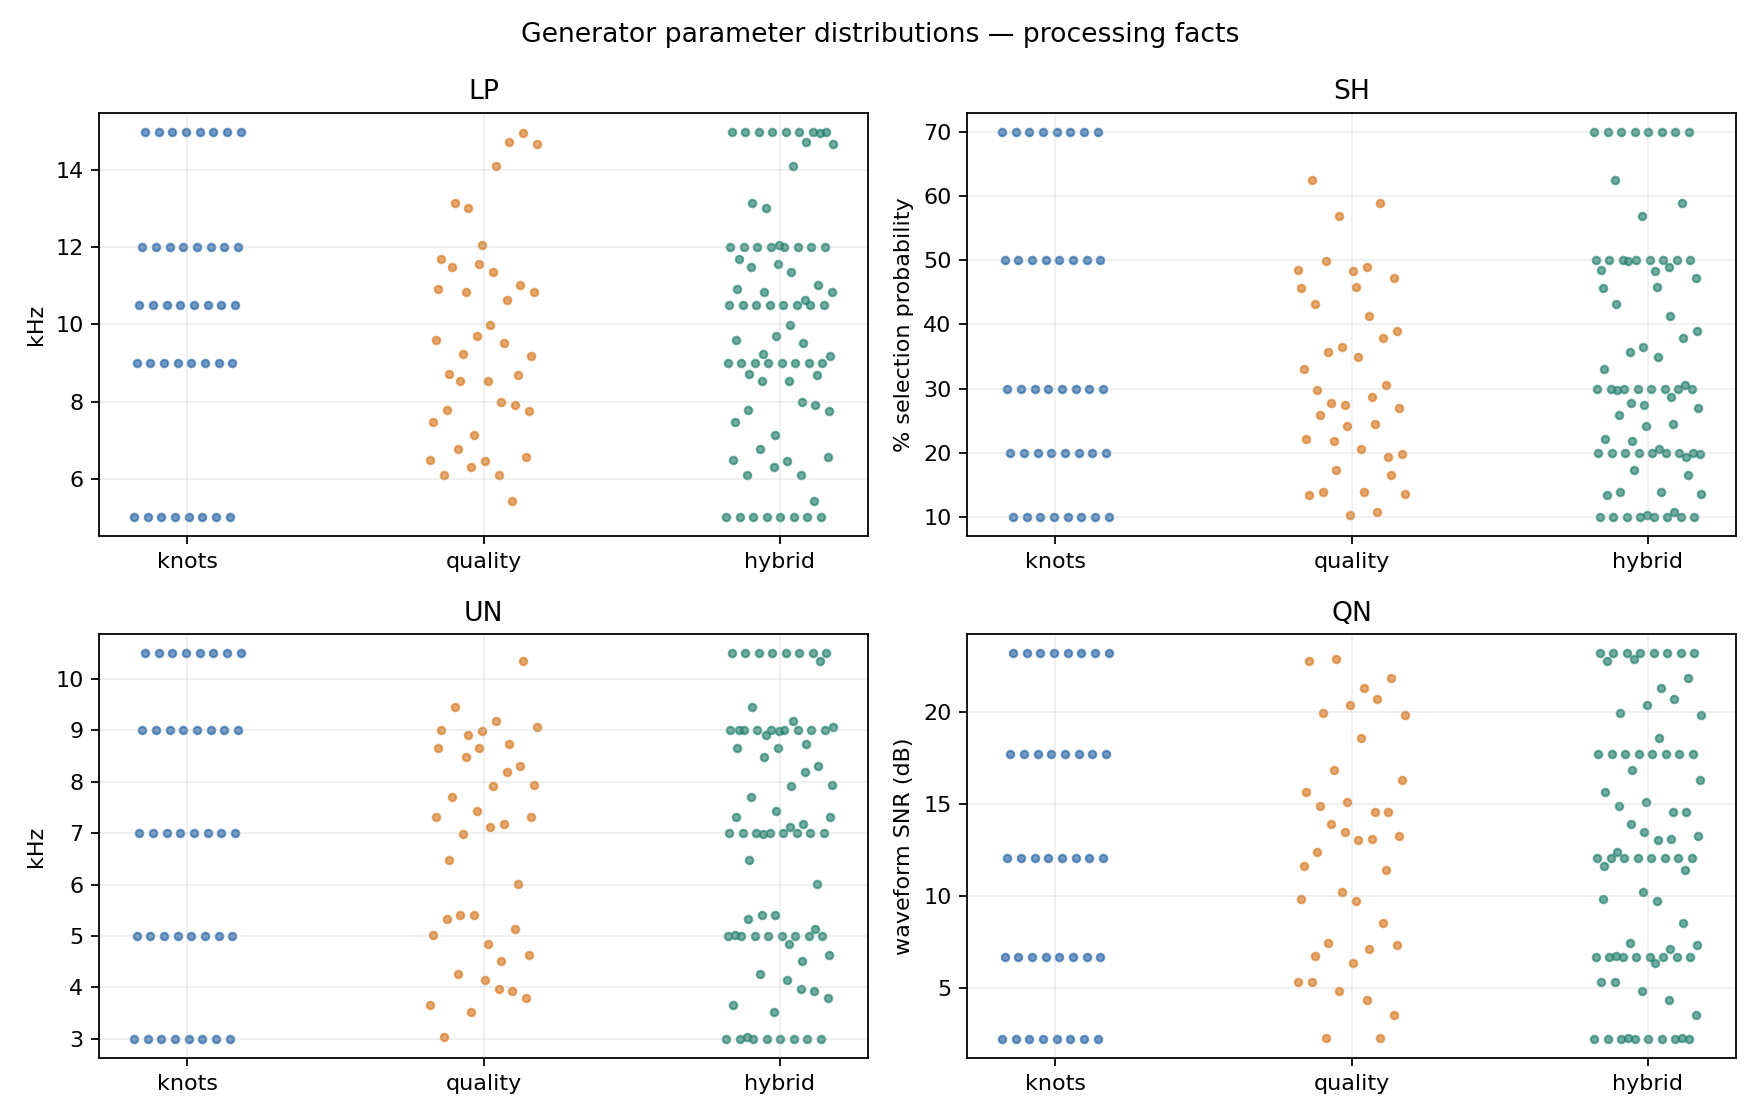 Generator parameter distributions — processing facts
LP
kHz
14
12
10
8
6
knots quality hybrid
SH
% selection probability
70
60
50
40
30
20
10
knots quality hybrid
UN
kHz
10
9
8
7
6
5
4
3
knots quality hybrid
QN
waveform SNR (dB)
20
15
10
5
knots quality hybrid